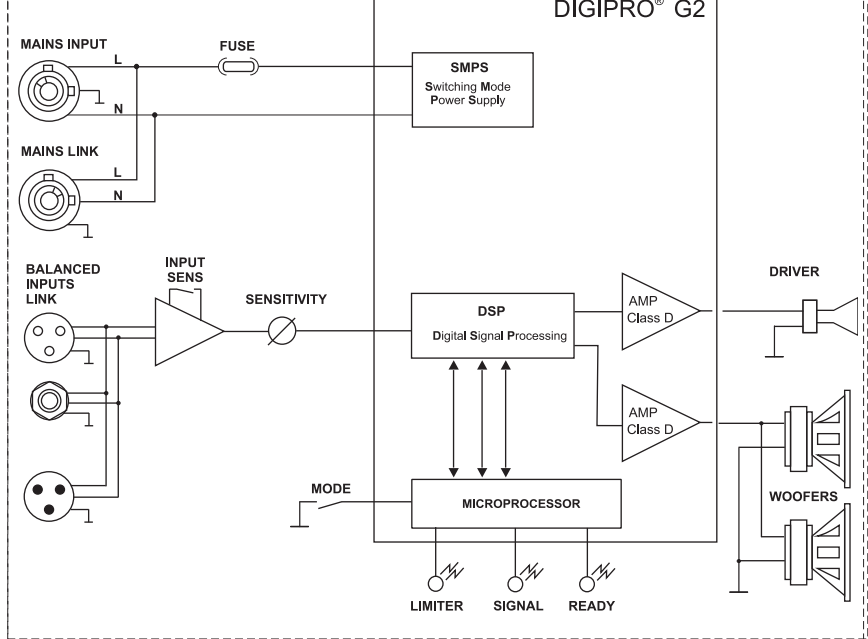 DIGIPRO® G2
MAINS INPUT
L
FUSE
SMPS
Switching Mode
Power Supply
N
MAINS LINK
L
N
BALANCED
INPUTS
LINK
INPUT
SENS
SENSITIVITY
DSP
Digital Signal Processing
AMP
Class D
DRIVER
AMP
Class D
MODE
MICROPROCESSOR
WOOFERS
LIMITER
SIGNAL
READY